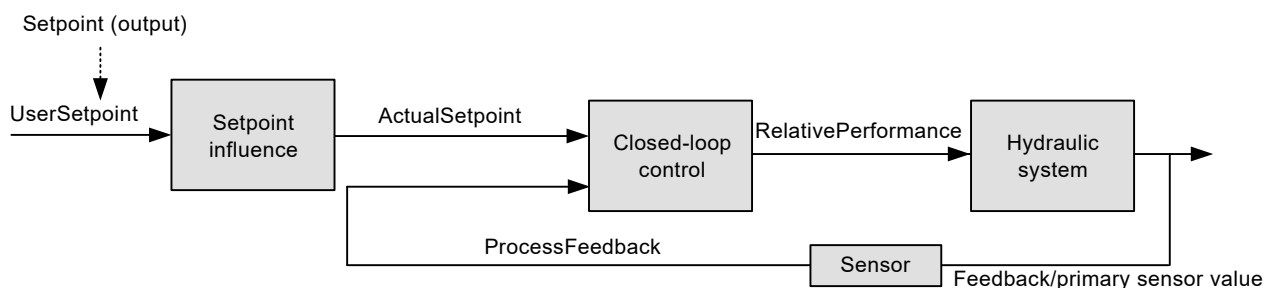 Setpoint (output)
UserSetpoint
Setpoint
influence
ActualSetpoint
Closed-loop
control
RelativePerformance
Hydraulic
system
ProcessFeedback
Sensor
Feedback/primary sensor value